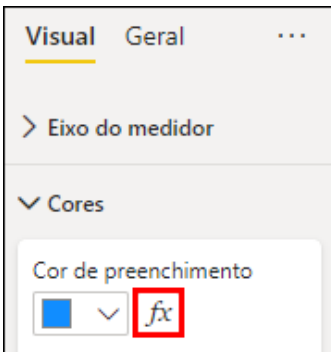 Visual Geral ...
Eixo do medidor
Cores
Cor de preenchimento
fx